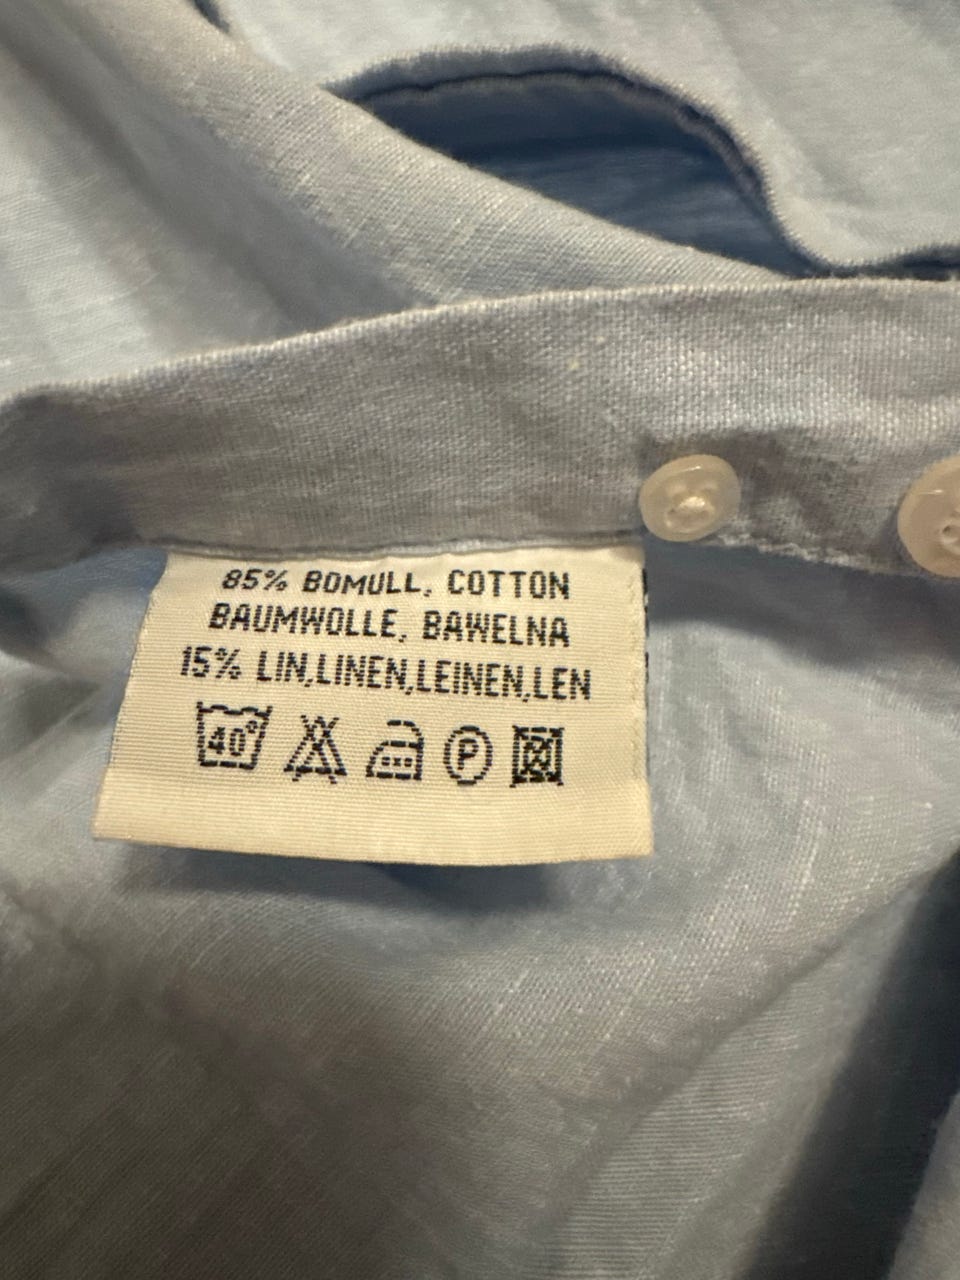 85% BOMULL, COTTON
BAUMWOLLE, BAWELNA
15% LIN,LINEN,LEINEN,LEN
40° P